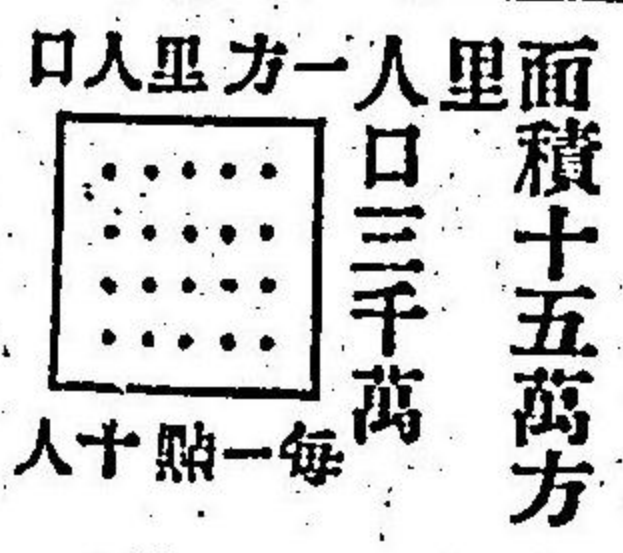 面積十五萬方
里
人口三千萬
一方里人口
每一點十人